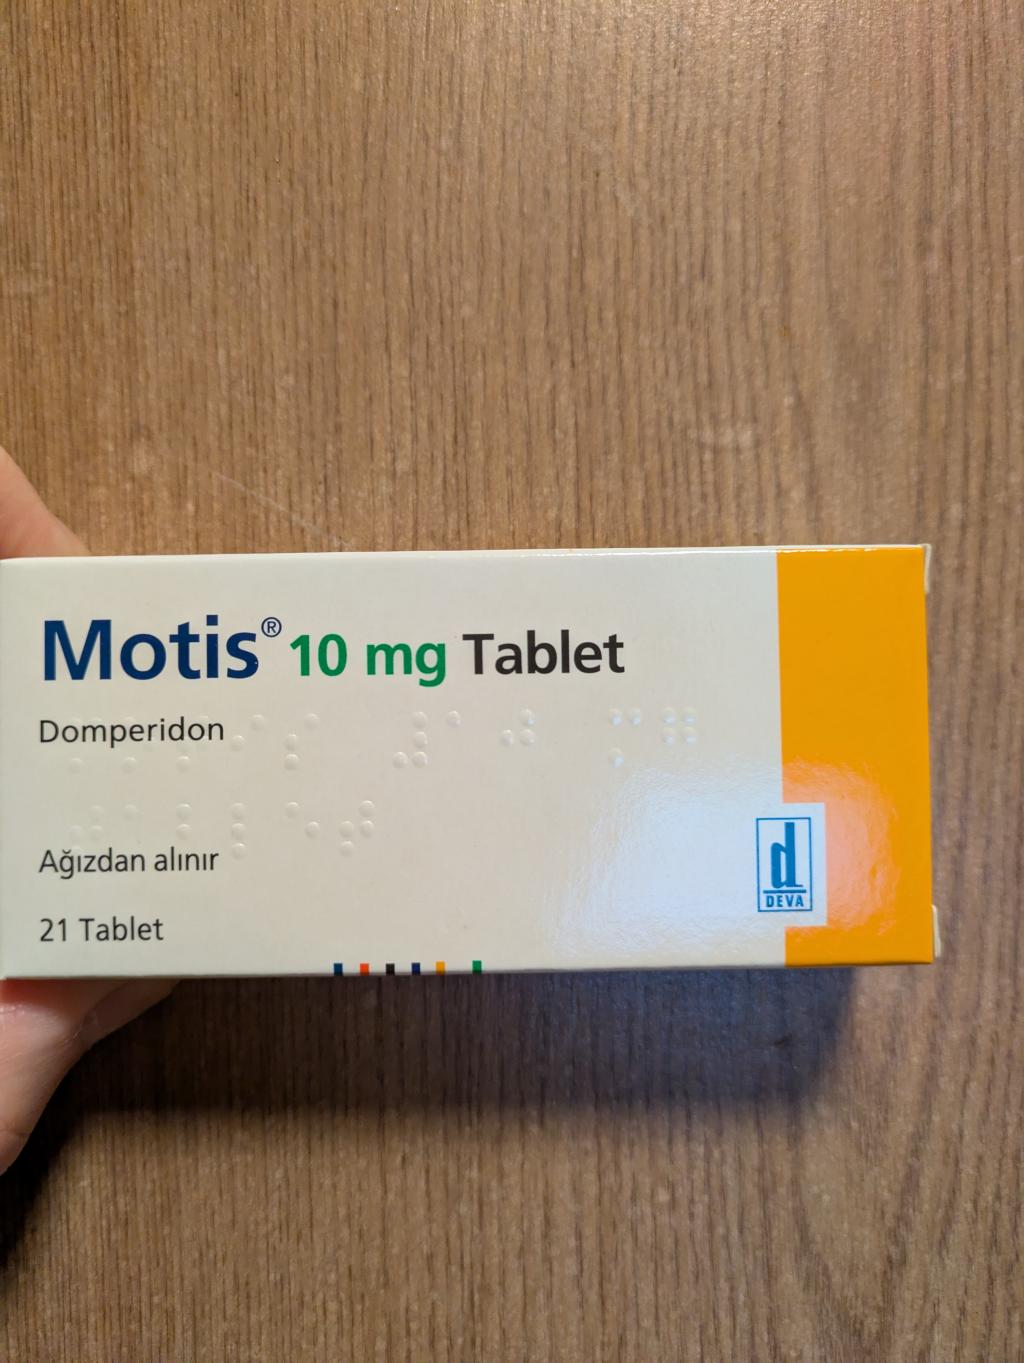 Motis® 10 mg Tablet
Domperidon
Ağızdan alınır
21 Tablet
d
DEVA